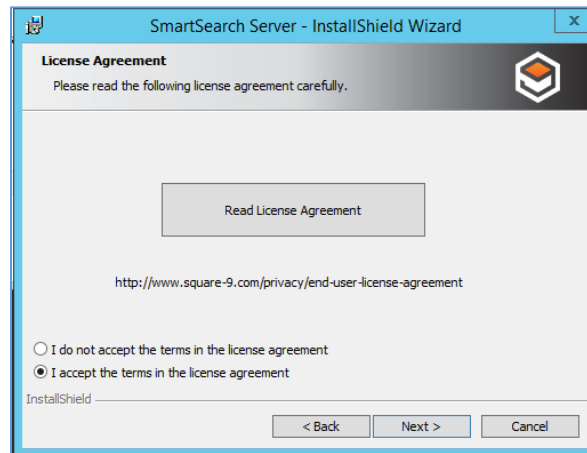 SmartSearch Server - InstallShield Wizard
x
License Agreement
Please read the following license agreement carefully.
Read License Agreement
http://www.square-9.com/privacy/end-user-license-agreement
I do not accept the terms in the license agreement
I accept the terms in the license agreement
InstallShield
< Back Next > Cancel